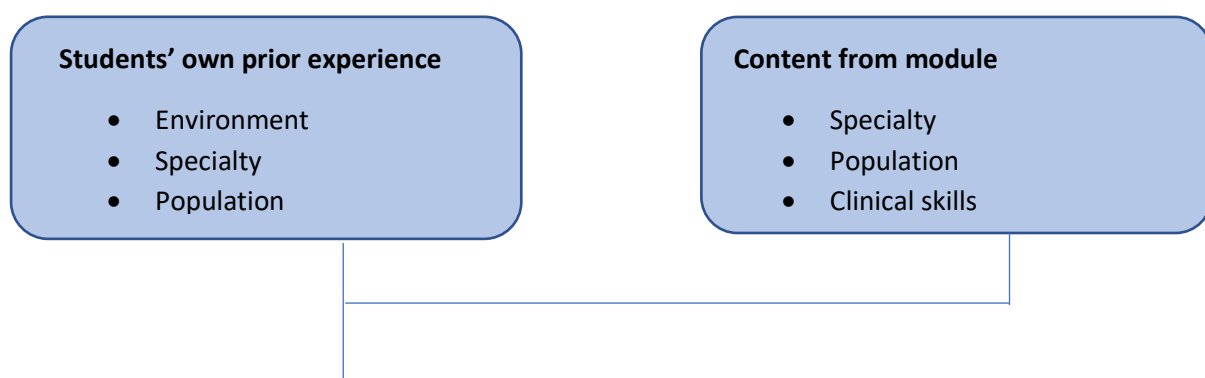 Students’ own prior experience
• Environment
• Specialty
• Population
Content from module
• Specialty
• Population
• Clinical skills